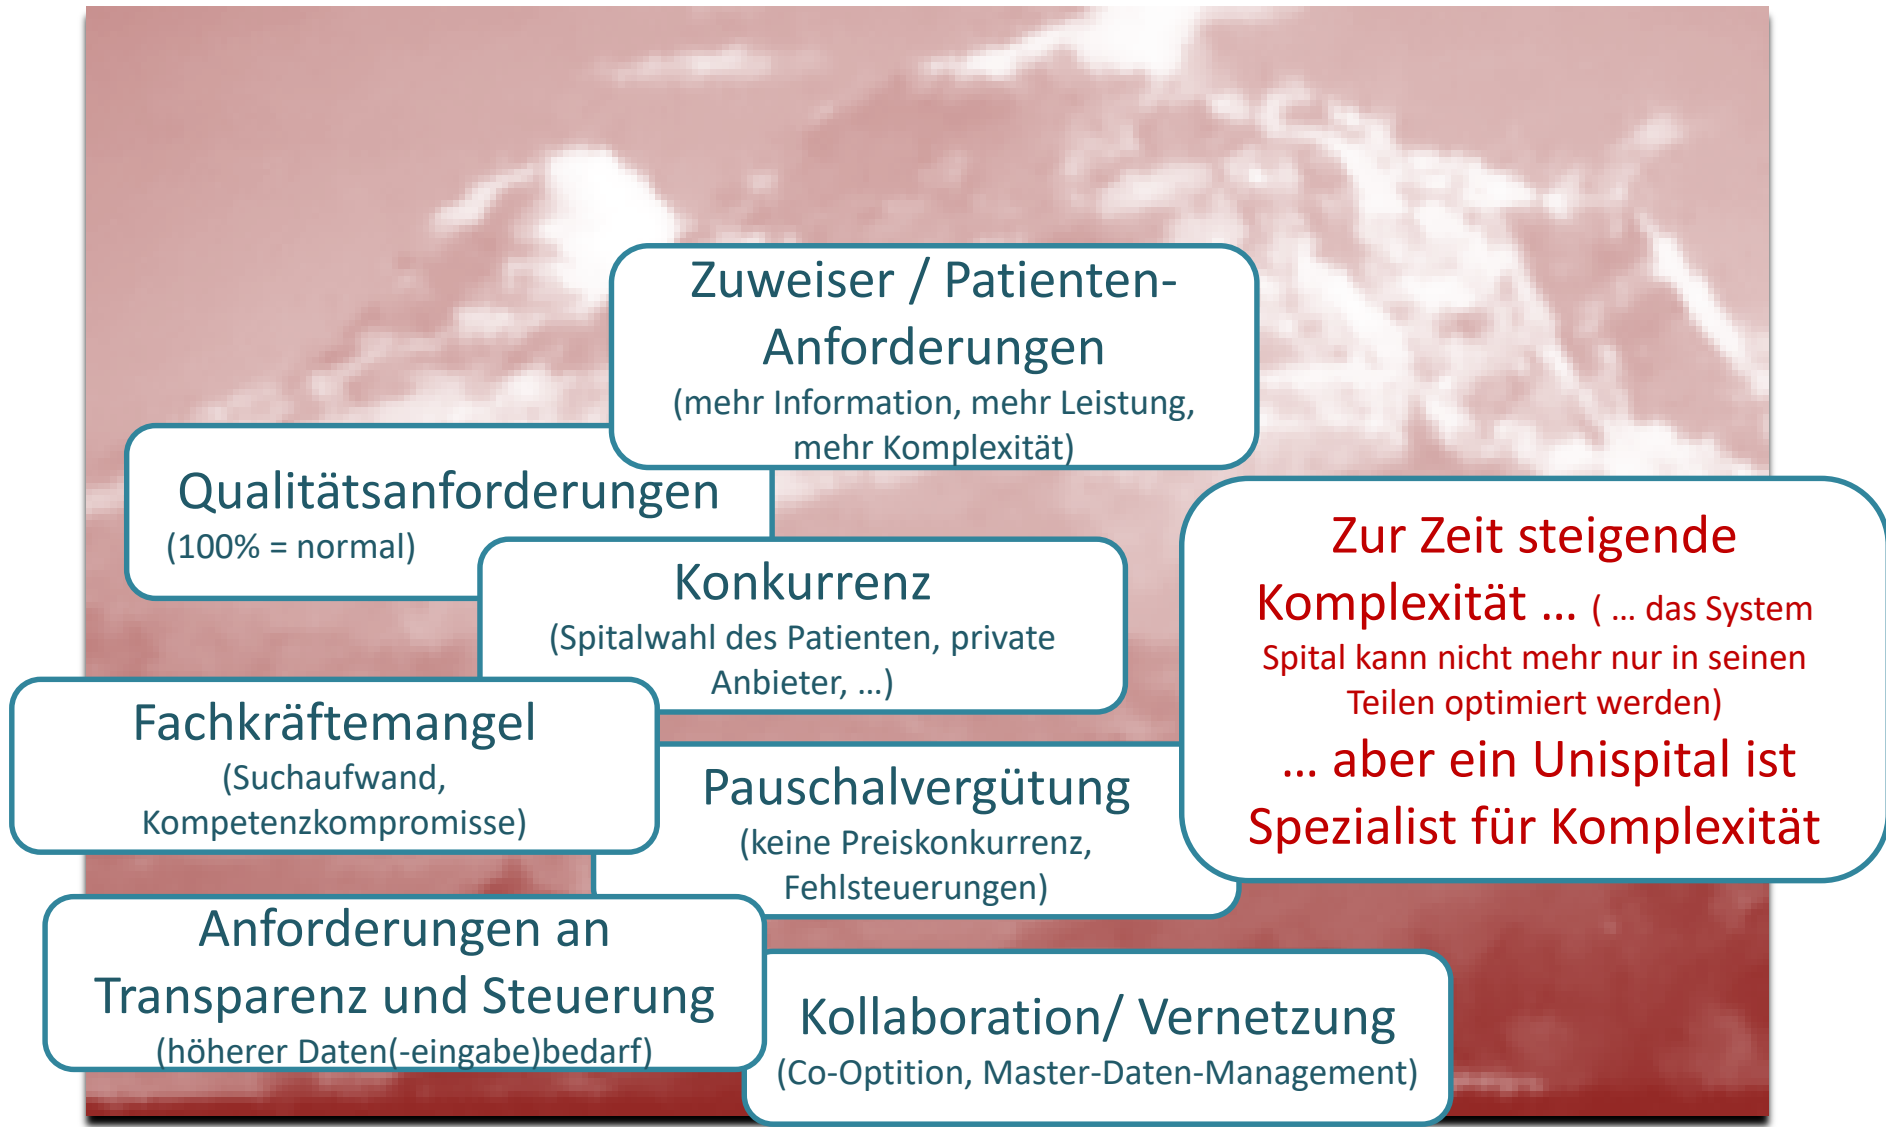 Zuweiser / Patienten-
Anforderungen
(mehr Information, mehr Leistung,
mehr Komplexität)
Qualitätsanforderungen
(100% = normal)
Konkurrenz
(Spitalwahl des Patienten, private
Anbieter, …)
Fachkräftemangel
(Suchaufwand,
Kompetenzkompromisse)
Pauschalvergütung
(keine Preiskonkurrenz,
Fehlsteuerungen)
Anforderungen an
Transparenz und Steuerung
(höherer Daten(-eingabe)bedarf)
Kollaboration/ Vernetzung
(Co-Optition, Master-Daten-Management)
Zur Zeit steigende
Komplexität … ( … das System
Spital kann nicht mehr nur in seinen
Teilen optimiert werden)
… aber ein Unispital ist
Spezialist für Komplexität